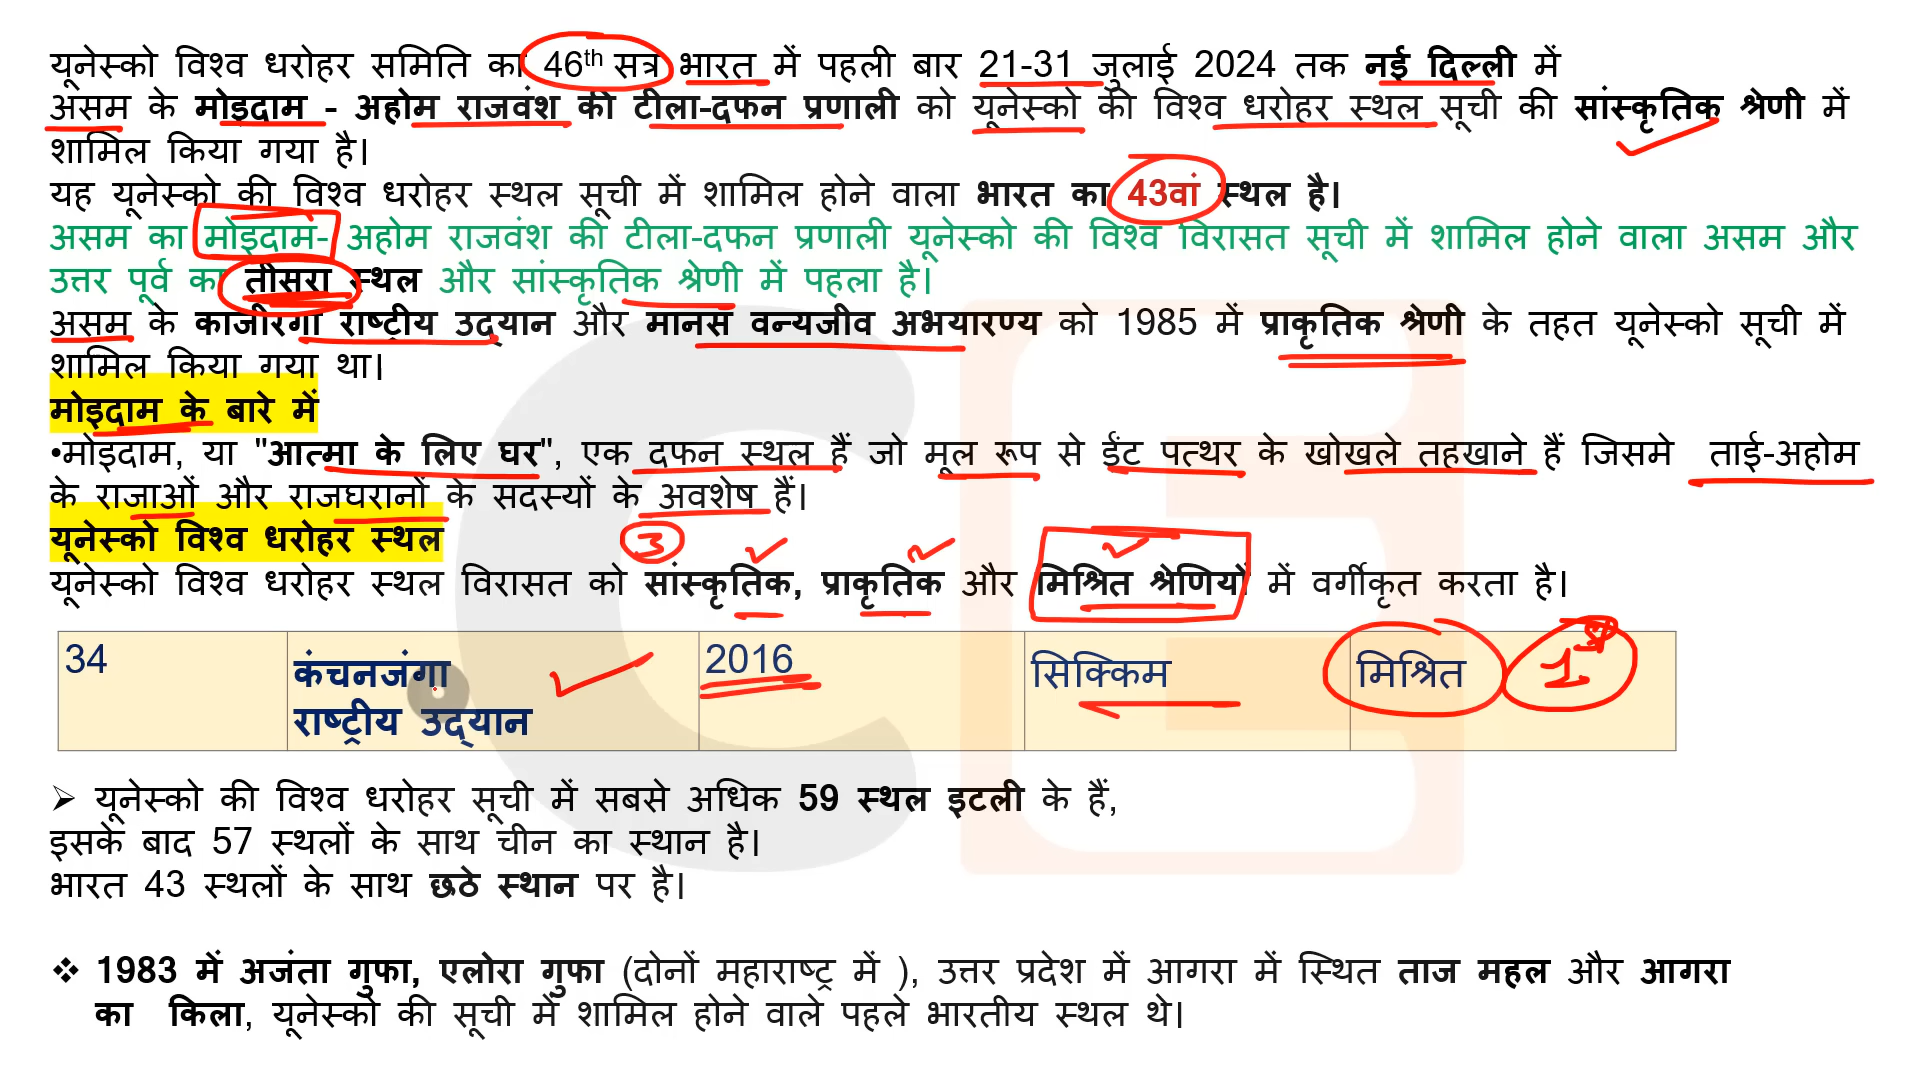 यूनेस्को विश्व धरोहर समिति का 46th सत्र भारत में पहली बार 21-31 जुलाई 2024 तक नई दिल्ली में
असम के मोइदाम - अहोम राजवंश की टीला-दफन प्रणाली को यूनेस्को की विश्व धरोहर स्थल सूची की सांस्कृतिक श्रेणी में
शामिल किया गया है।
यह यूनेस्को की विश्व धरोहर स्थल सूची में शामिल होने वाला भारत का 43वां स्थल है।
असम का मोइदाम- अहोम राजवंश की टीला-दफन प्रणाली यूनेस्को की विश्व विरासत सूची में शामिल होने वाला असम और
उत्तर पूर्व का तीसरा स्थल और सांस्कृतिक श्रेणी में पहला है।
असम के काजीरंगा राष्ट्रीय उद्यान और मानस वन्यजीव अभयारण्य को 1985 में प्राकृतिक श्रेणी के तहत यूनेस्को सूची में
शामिल किया गया था।
मोइदाम के बारे में
•मोइदाम, या "आत्मा के लिए घर", एक दफन स्थल हैं जो मूल रूप से ईंट पत्थर के खोखले तहखाने हैं जिसमे ताई-अहोम
के राजाओं और राजघरानों के सदस्यों के अवशेष हैं।
यूनेस्को विश्व धरोहर स्थल
3
यूनेस्को विश्व धरोहर स्थल विरासत को सांस्कृतिक, प्राकृतिक और मिश्रित श्रेणियों में वर्गीकृत करता है।
34 कंचनजंगा राष्ट्रीय उद्यान 2016 सिक्किम मिश्रित 1
➢ यूनेस्को की विश्व धरोहर सूची में सबसे अधिक 59 स्थल इटली के हैं,
इसके बाद 57 स्थलों के साथ चीन का स्थान है।
भारत 43 स्थलों के साथ छठे स्थान पर है।
❖ 1983 में अजंता गुफा, एलोरा गुफा (दोनों महाराष्ट्र में ), उत्तर प्रदेश में आगरा में स्थित ताज महल और आगरा
का किला, यूनेस्को की सूची में शामिल होने वाले पहले भारतीय स्थल थे।